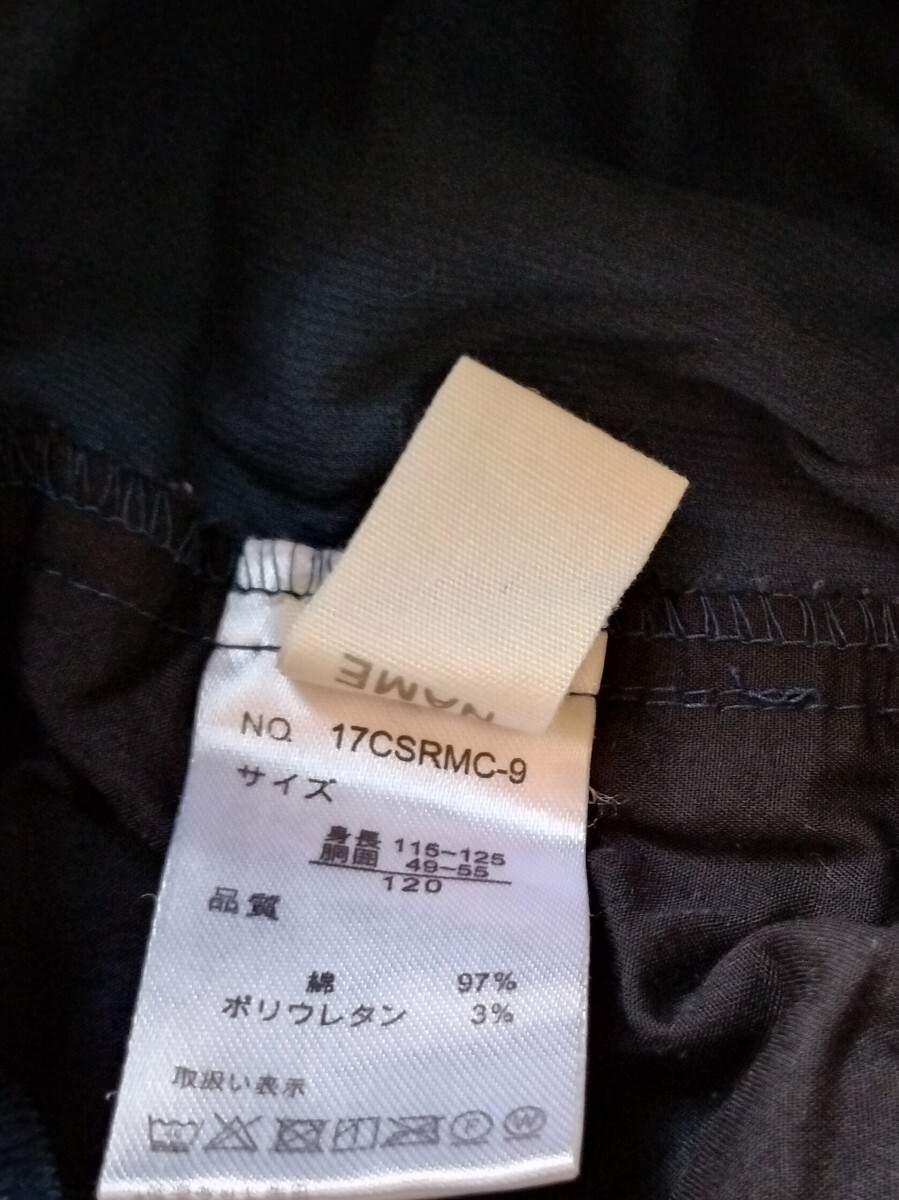 NAME
NO. 17CSRMC-9
サイズ
身長 115-125
胴囲 49-55
120
品質
綿 97%
ポリウレタン 3%
取扱い表示
F W